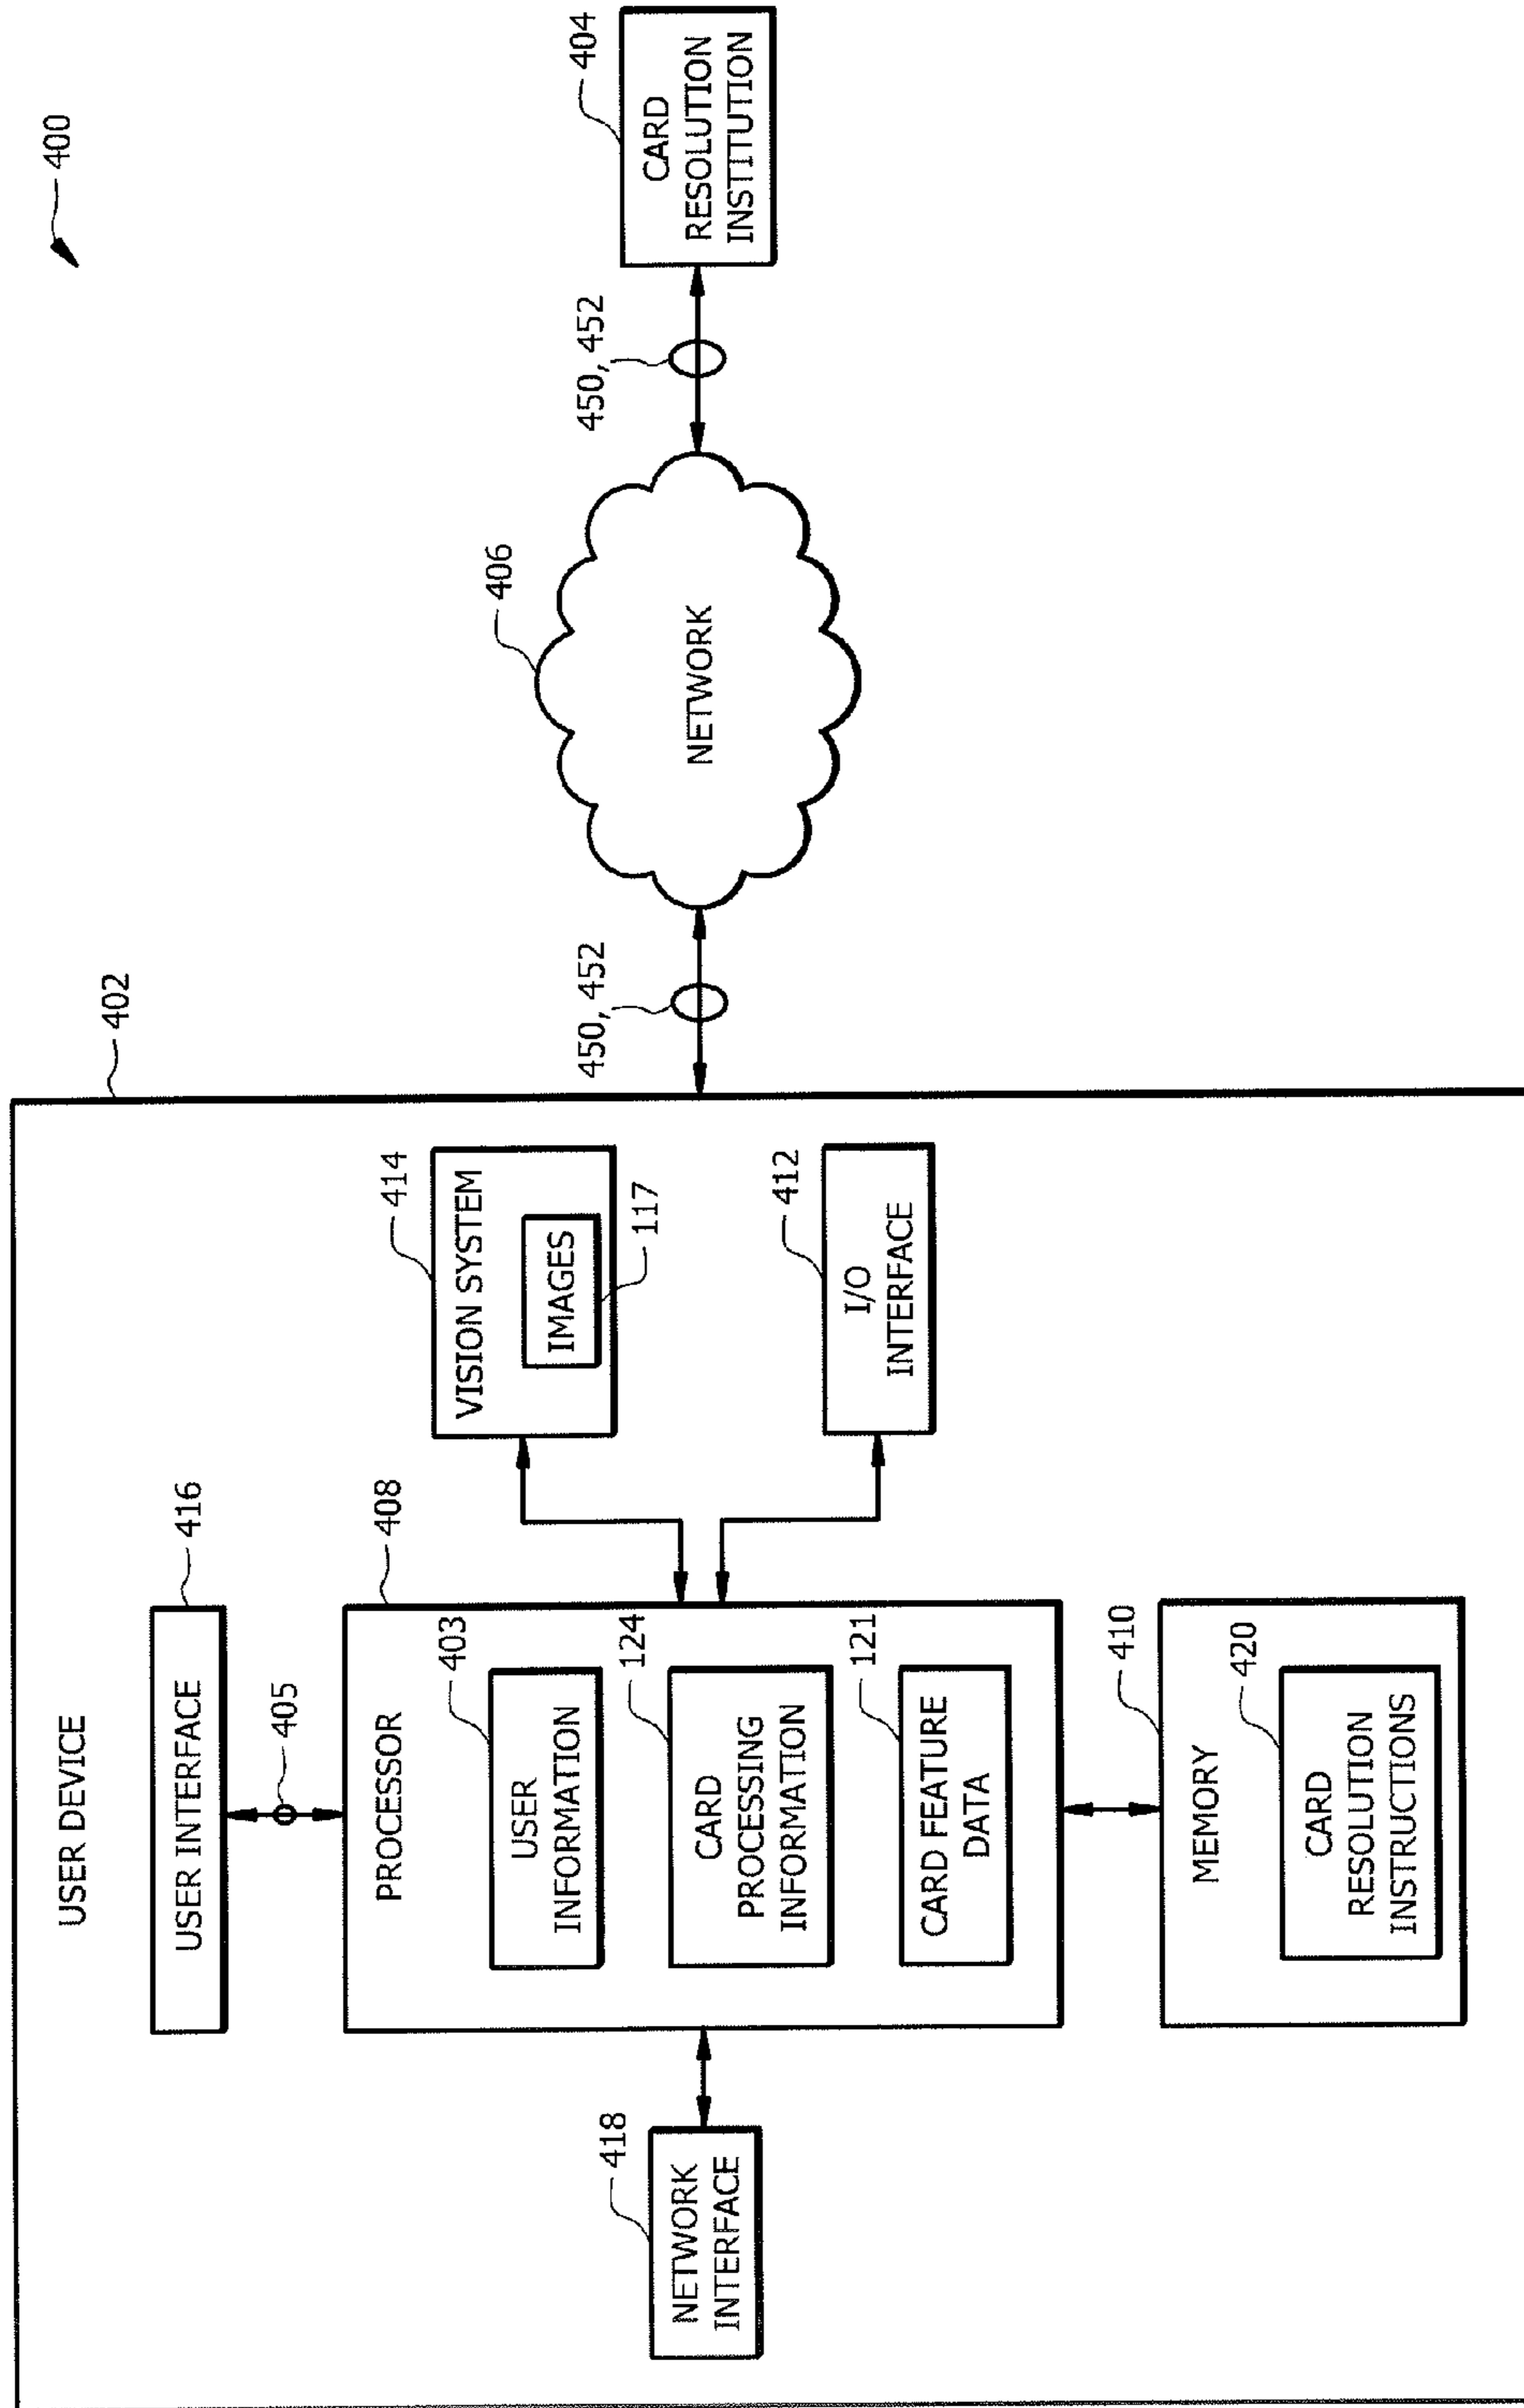 400
USER DEVICE
402
416
USER INTERFACE
405
408
PROCESSOR
403
USER
INFORMATION
124
CARD
PROCESSING
INFORMATION
121
CARD FEATURE
DATA
418
NETWORK
INTERFACE
410
MEMORY
420
CARD
RESOLUTION
INSTRUCTIONS
414
VISION SYSTEM
IMAGES
117
412
I/O
INTERFACE
450, 452
406
NETWORK
450, 452
404
CARD
RESOLUTION
INSTITUTION